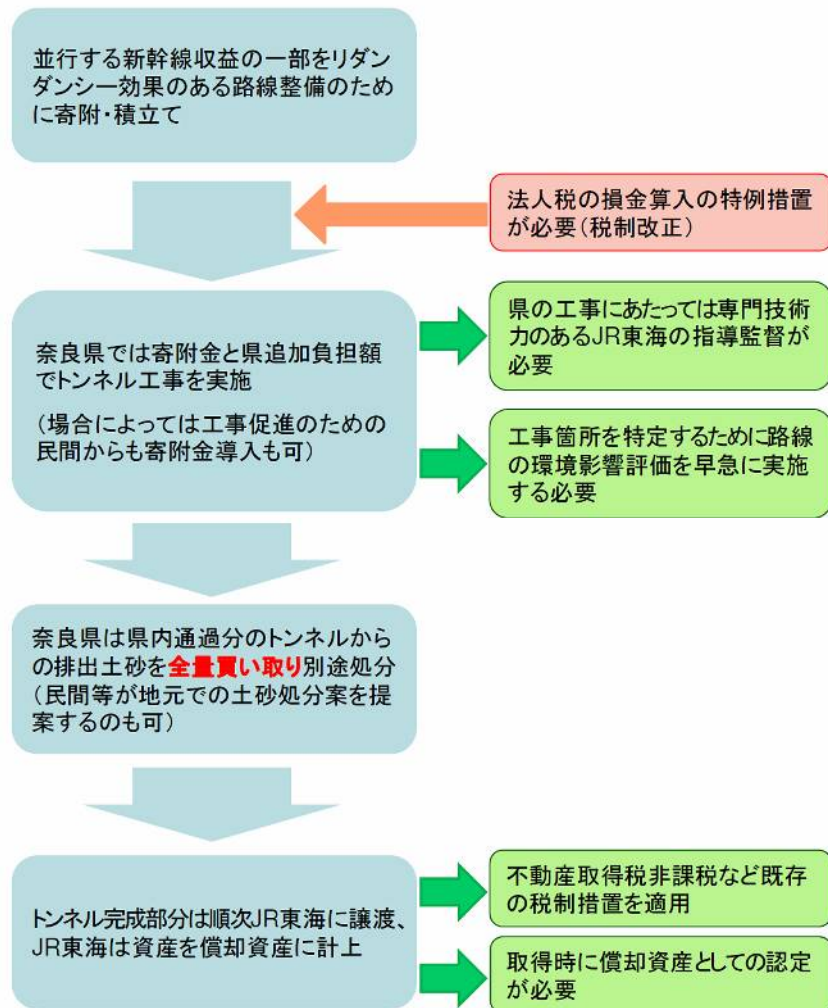 並行する新幹線収益の一部をリダン
ダンシー効果のある路線整備のため
に寄附・積立て
法人税の損金算入の特例措置
が必要(税制改正)
奈良県では寄附金と県追加負担額
でトンネル工事を実施
(場合によっては工事促進のための
民間からも寄附金導入も可)
県の工事にあたっては専門技術
力のあるJR東海の指導監督が
必要
工事箇所を特定するために路線
の環境影響評価を早急に実施
する必要
奈良県は県内通過分のトンネルから
の排出土砂を全量買い取り別途処分
(民間等が地元での土砂処分案を提
案するのも可)
トンネル完成部分は順次JR東海に譲渡、
JR東海は資産を償却資産に計上
不動産取得税非課税など既存
の税制措置を適用
取得時に償却資産としての認定
が必要